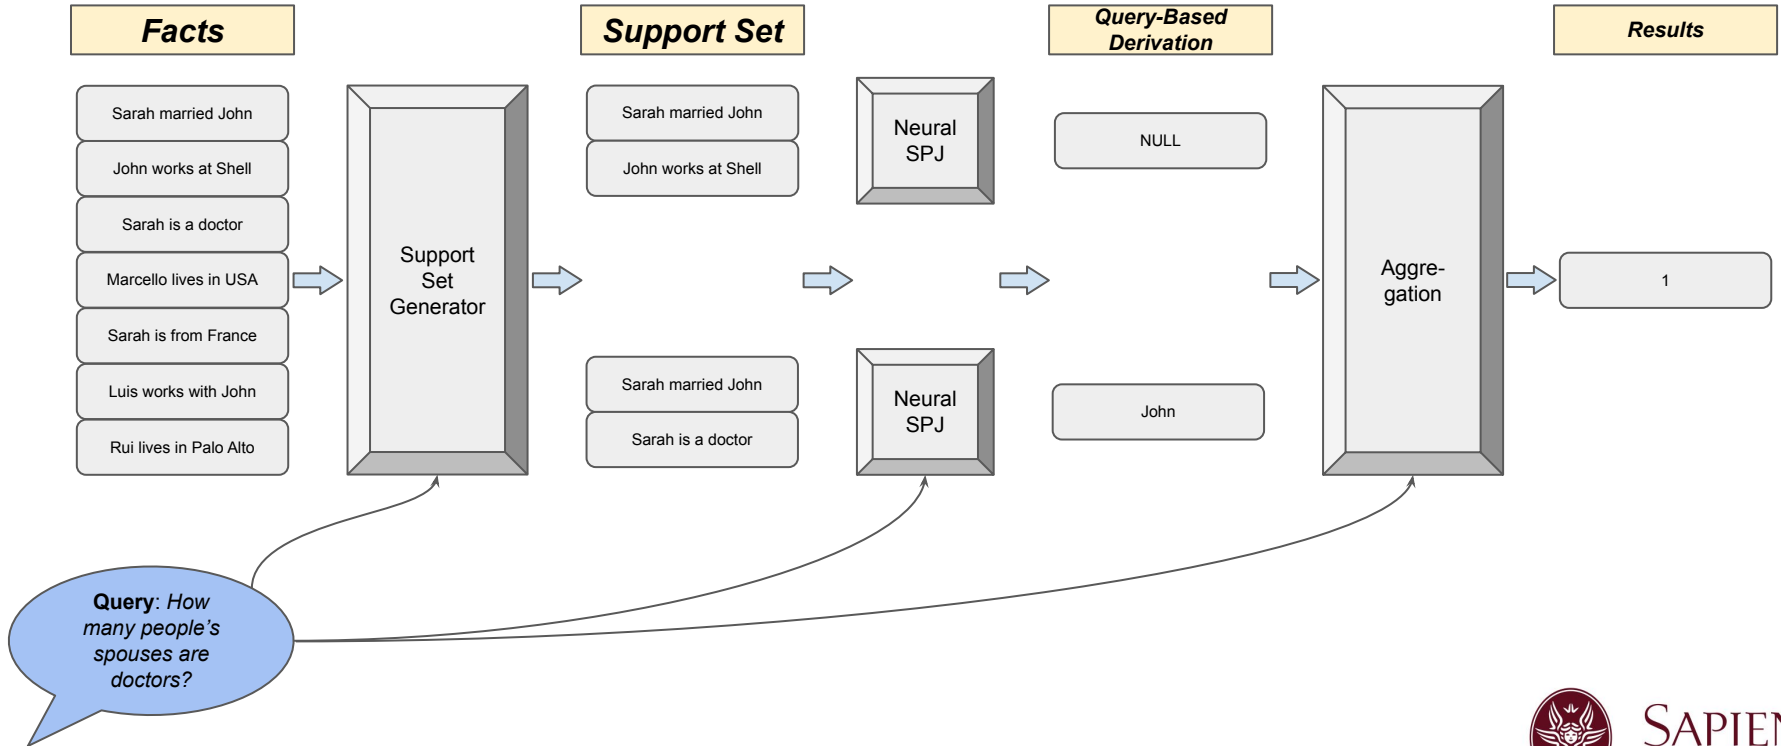 Facts
Support Set
Query-Based
Derivation
Results
Sarah married John
John works at Shell
Sarah is a doctor
Marcello lives in USA
Sarah is from France
Luis works with John
Rui lives in Palo Alto
Support
Set
Generator
Sarah married John
John works at Shell
Sarah married John
Sarah is a doctor
Neural
SPJ
Neural
SPJ
NULL
John
Aggre-
gation
1
Query: How
many people's
spouses are
doctors?